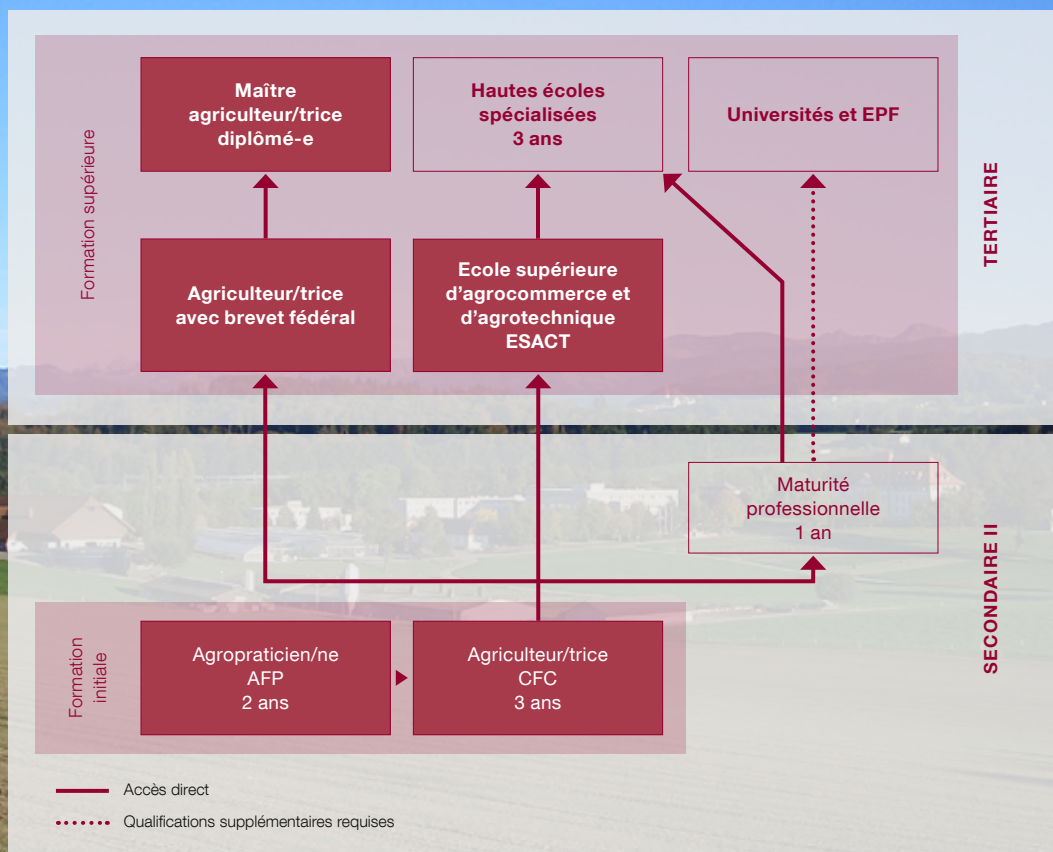 Formation supérieure
Maître
agriculteur/trice
diplômé-e
Hautes écoles
spécialisées
3 ans
Universités et EPF
TERTIAIRE
Agriculteur/trice
avec brevet fédéral
Ecole supérieure
d'agrocommerce et
d'agrotechnique
ESACT
Maturité
professionnelle
1 an
SECONDAIRE II
Formation
initiale
Agropraticien/ne
AFP
2 ans
Agriculteur/trice
CFC
3 ans
Accès direct
Qualifications supplémentaires requises